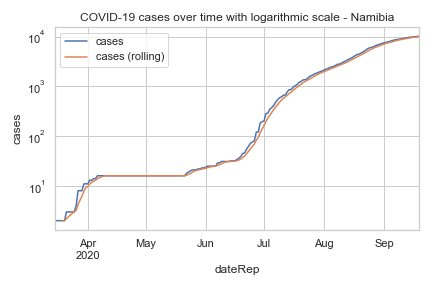 COVID-19 cases over time with logarithmic scale - Namibia
cases
cases (rolling)
10⁴
10³
10²
10¹
cases
Apr
2020
May
Jun
Jul
Aug
Sep
dateRep